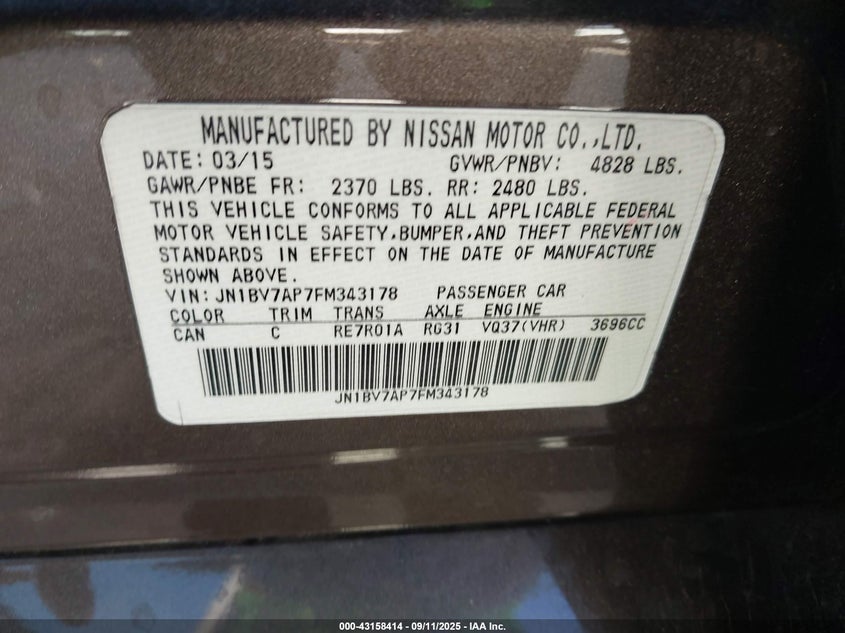 MANUFACTURED BY NISSAN MOTOR CO.,LTD.
DATE: 03/15 GVWR/PNBV: 4828 LBS.
GAWR/PNBE FR: 2370 LBS. RR: 2480 LBS.
THIS VEHICLE CONFORMS TO ALL APPLICABLE FEDERAL
MOTOR VEHICLE SAFETY,BUMPER,AND THEFT PREVENTION
STANDARDS IN EFFECT ON THE DATE OF MANUFACTURE
SHOWN ABOVE.
VIN: JN1BV7AP7FM343178 PASSENGER CAR
COLOR TRIM TRANS AXLE ENGINE
CAN C RE7R01A RG31 VQ37(VHR) 3696CC
JN1BV7AP7FM343178
000-43158414 - 09/11/2025 - IAA Inc.